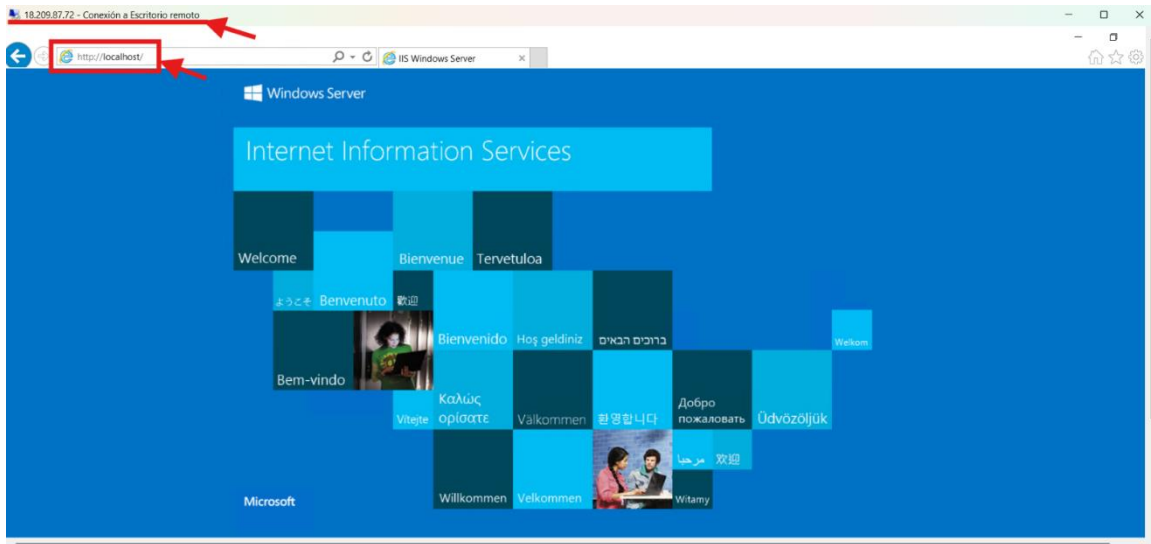 18.209.87.72 - Conexión a Escritorio remoto
http://localhost/
IIS Windows Server
Windows Server
Internet Information Services
Welcome
Bienvenue
Tervetuloa
ようこそ
Benvenuto
歡迎
Bienvenido
Hoş geldiniz
ברוכים הבאים
Welkom
Bem-vindo
Vítejte
Καλώς
ορίσατε
Välkommen
환영합니다
Добро
пожаловать
Üdvözöljük
مرحبا
欢迎
Microsoft
Willkommen
Velkommen
Witamy